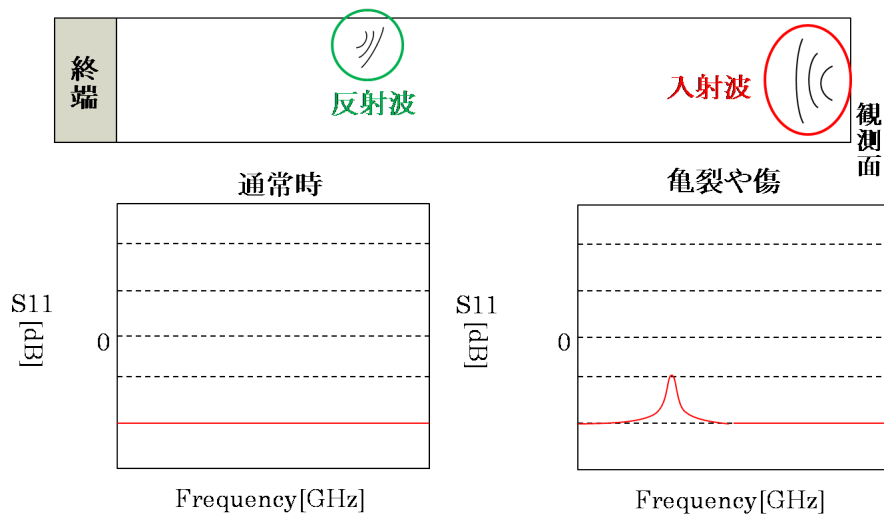 終端
反射波
入射波
観測面
通常時
S11
[dB]
0
Frequency[GHz]
亀裂や傷
S11
[dB]
0
Frequency[GHz]